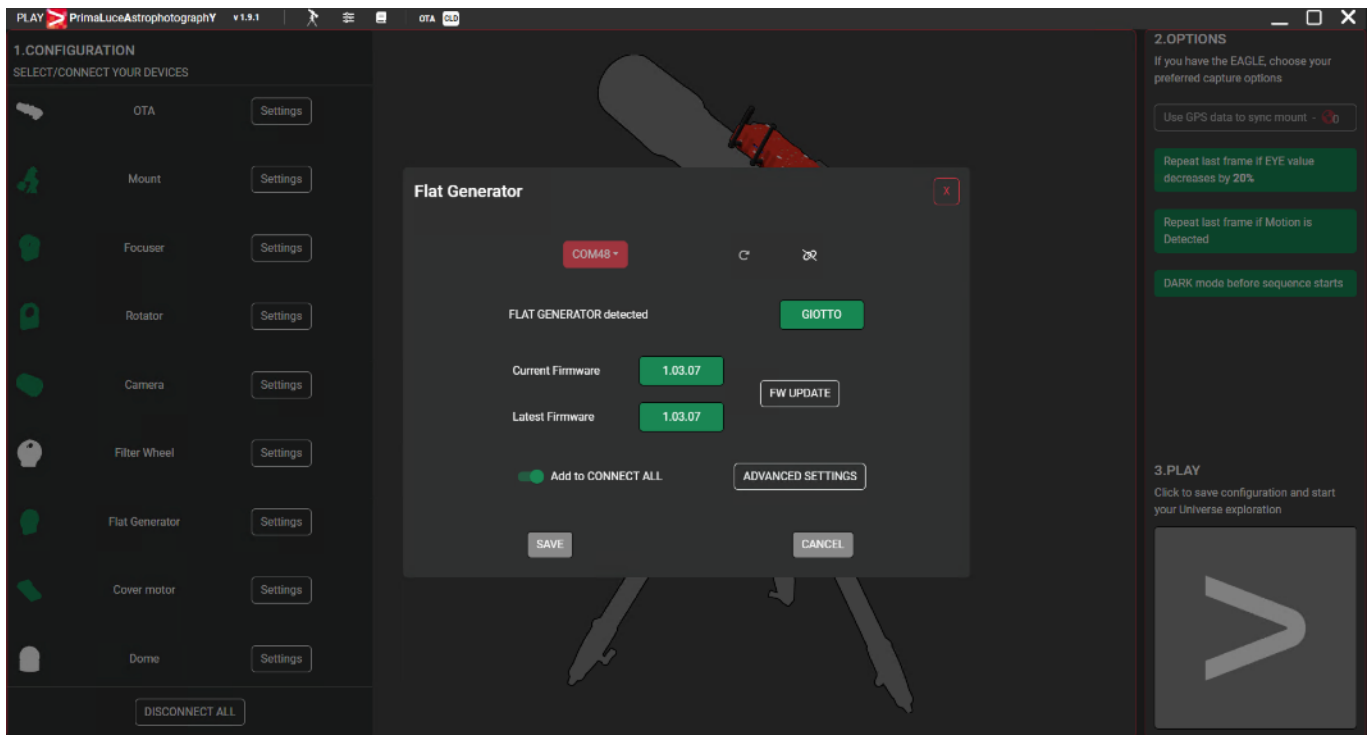 PLAY PrimaLuceAstrophotographY v 1.9.1 OTA CLD
1.CONFIGURATION
SELECT/CONNECT YOUR DEVICES
OTA Settings
Mount Settings
Focuser Settings
Rotator Settings
Camera Settings
Filter Wheel Settings
Flat Generator Settings
Cover motor Settings
Dome Settings
DISCONNECT ALL
Flat Generator X
COM48
FLAT GENERATOR detected GIOTTO
Current Firmware 1.03.07
FW UPDATE
Latest Firmware 1.03.07
Add to CONNECT ALL ADVANCED SETTINGS
SAVE CANCEL
2.OPTIONS
If you have the EAGLE, choose your
preferred capture options
Use GPS data to sync mount - 0
Repeat last frame if EYE value
decreases by 20%
Repeat last frame if Motion is
Detected
DARK mode before sequence starts
3.PLAY
Click to save configuration and start
your Universe exploration